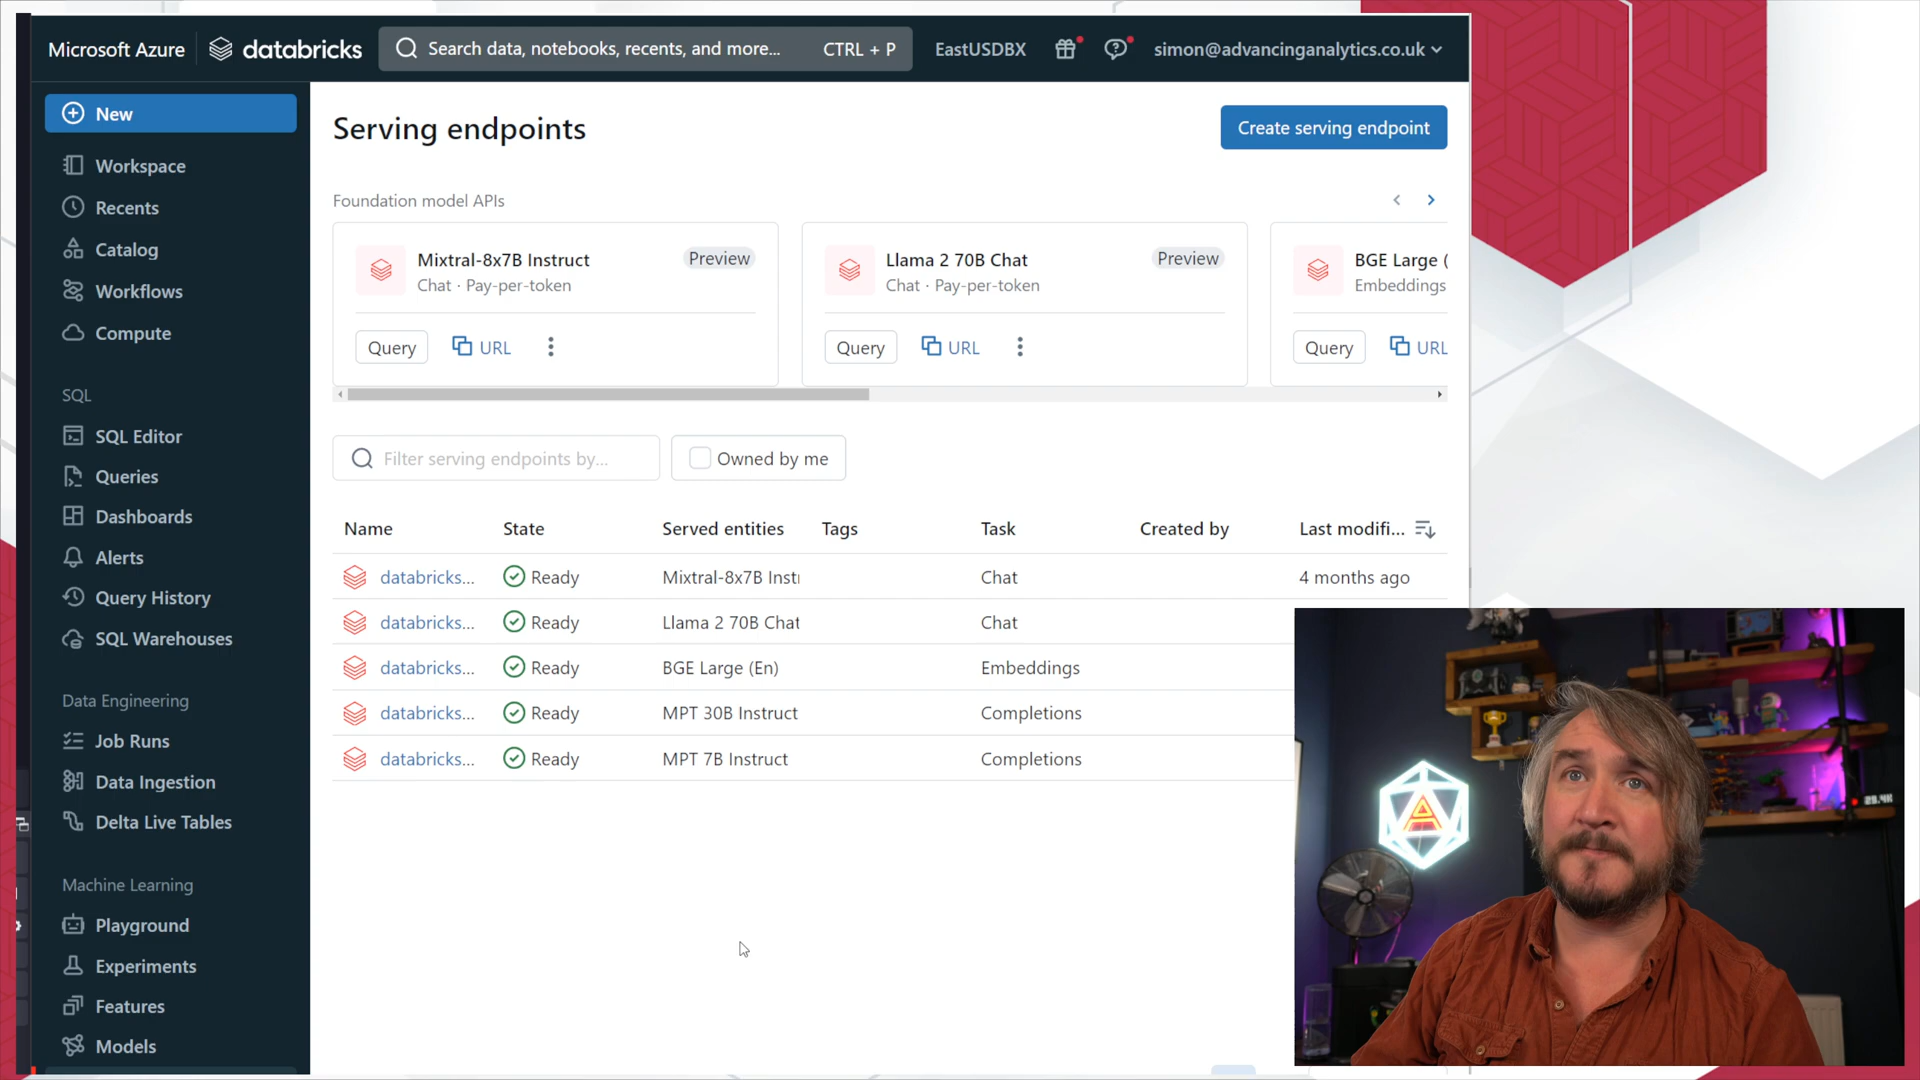 Microsoft Azure
databricks
Search data, notebooks, recents, and more...
CTRL + P
EastUSDBX
simon@advancinganalytics.co.uk
New
Workspace
Recents
Catalog
Workflows
Compute
SQL
SQL Editor
Queries
Dashboards
Alerts
Query History
SQL Warehouses
Data Engineering
Job Runs
Data Ingestion
Delta Live Tables
Machine Learning
Playground
Experiments
Features
Models
Serving endpoints
Create serving endpoint
Foundation model APIs
Mixtral-8x7B Instruct
Preview
Chat · Pay-per-token
Query
URL
Llama 2 70B Chat
Preview
Chat · Pay-per-token
Query
URL
BGE Large (
Embeddings
Query
URL
Filter serving endpoints by...
Owned by me
Name State Served entities Tags Task Created by Last modifi...
databricks... Ready Mixtral-8x7B Inst Chat 4 months ago
databricks... Ready Llama 2 70B Chat Chat
databricks... Ready BGE Large (En) Embeddings
databricks... Ready MPT 30B Instruct Completions
databricks... Ready MPT 7B Instruct Completions